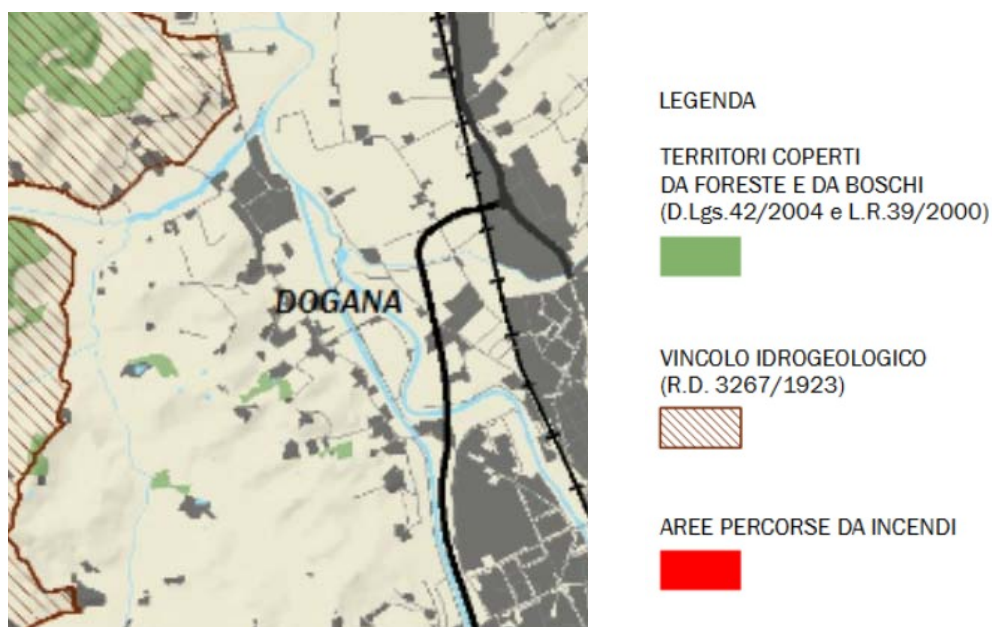 DOGANA
LEGENDA
TERRITORI COPERTI
DA FORESTE E DA BOSCHI
(D.Lgs.42/2004 e L.R.39/2000)
VINCOLO IDROGEOLOGICO
(R.D. 3267/1923)
AREE PERCORSE DA INCENDI